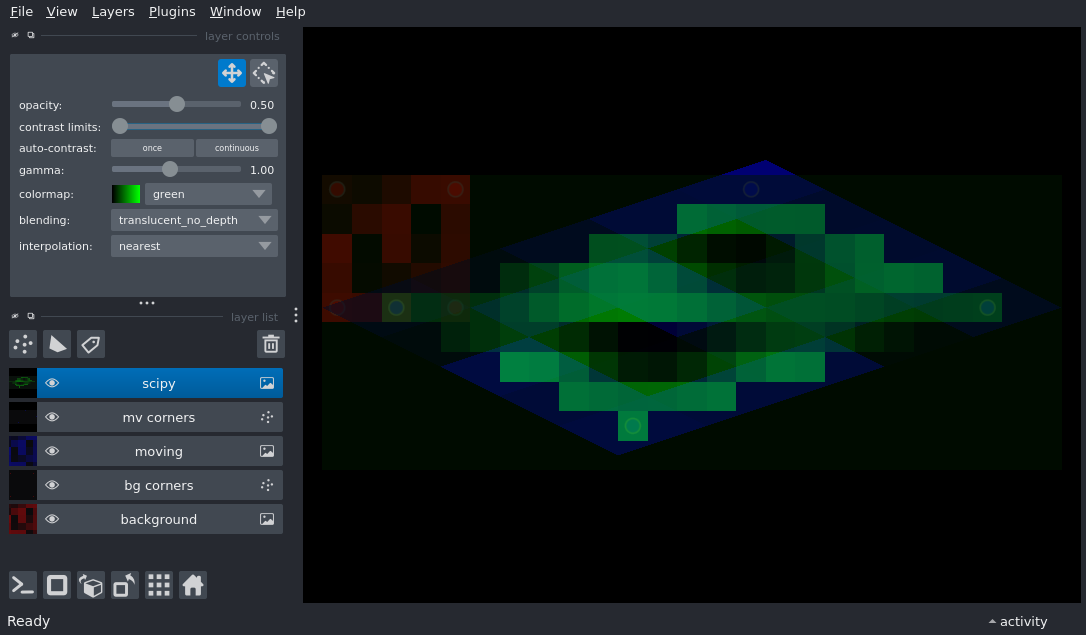 File View Layers Plugins Window Help
layer controls
opacity: 0.50
contrast limits:
auto-contrast: once continuous
gamma: 1.00
colormap: green
blending: translucent_no_depth
interpolation: nearest
layer list
scipy
mv corners
moving
bg corners
background
Ready activity